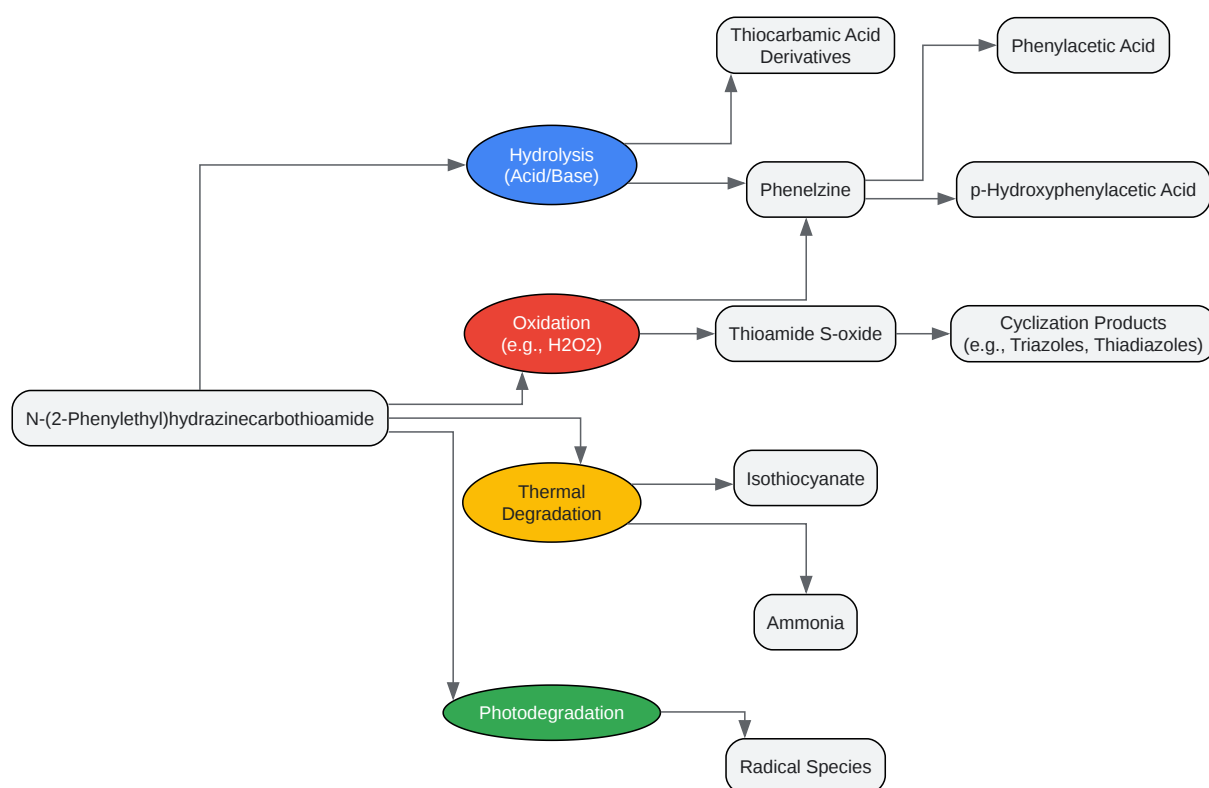 Thiocarbamic Acid
Derivatives
Phenylacetic Acid
Hydrolysis
(Acid/Base)
Phenelzine
p-Hydroxyphenylacetic Acid
Oxidation
(e.g., H2O2)
Thioamide S-oxide
Cyclization Products
(e.g., Triazoles, Thiadiazoles)
N-(2-Phenylethyl)hydrazinecarbothioamide
Thermal
Degradation
Isothiocyanate
Ammonia
Photodegradation
Radical Species